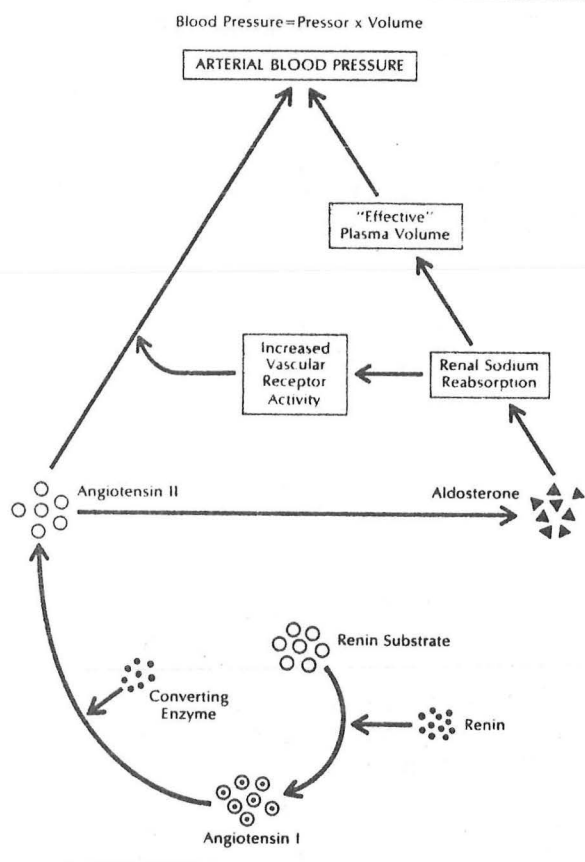 Blood Pressure=Pressor x Volume
ARTERIAL BLOOD PRESSURE
"Effective"
Plasma Volume
Increased
Vascular
Receptor
Activity
Renal Sodium
Reabsorption
Angiotensin II
Aldosterone
Renin Substrate
Converting
Enzyme
Renin
Angiotensin I